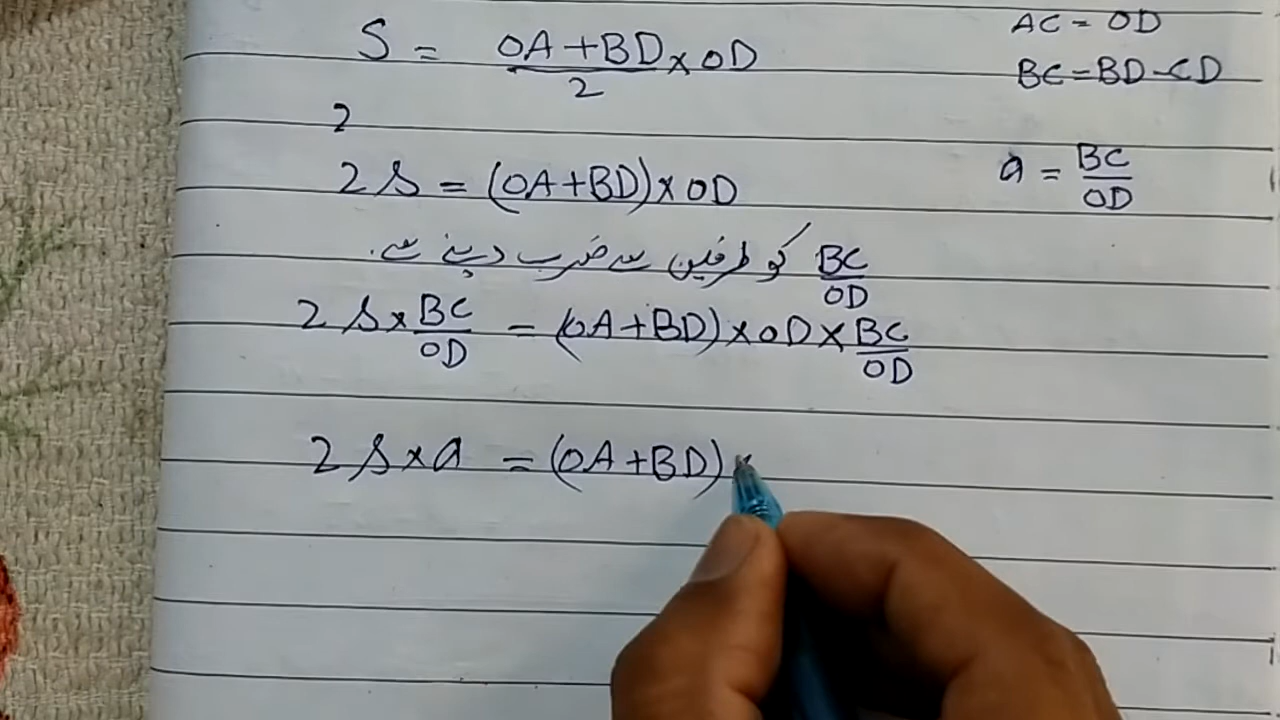 S = OA+BD/2 × OD
AC = OD
BC = BD-CD
2
2S = (OA+BD)×OD
a = BC/OD
BC/OD کو طرفین سے ضرب دینے سے۔
2S×BC/OD = (OA+BD)×OD×BC/OD
2S×a = (OA+BD)×